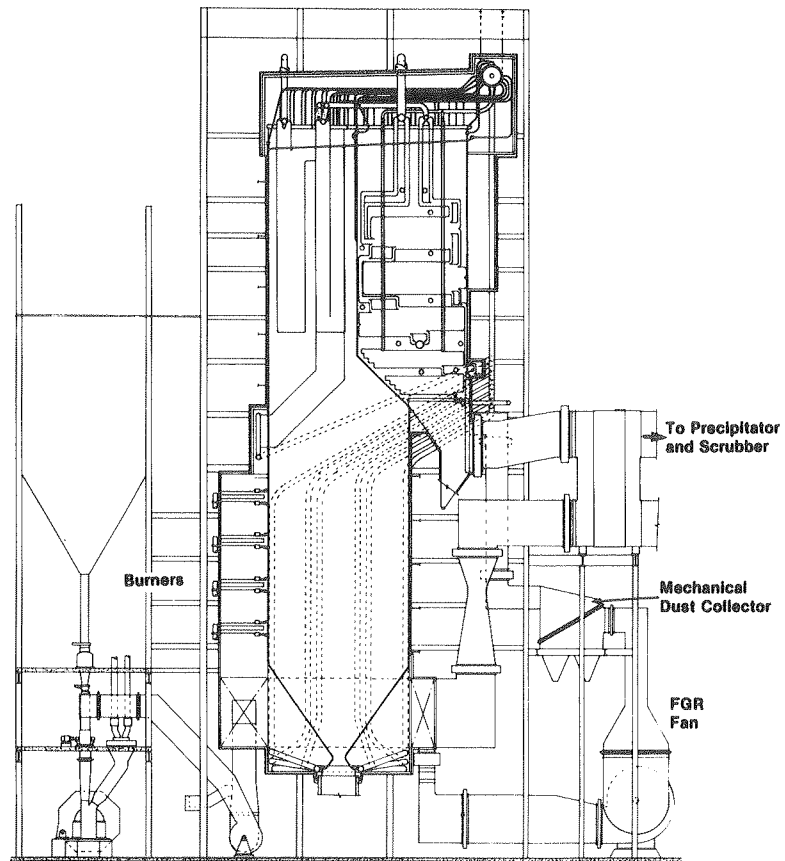 To Precipitator
and Scrubber
Burners
Mechanical
Dust Collector
FGR
Fan